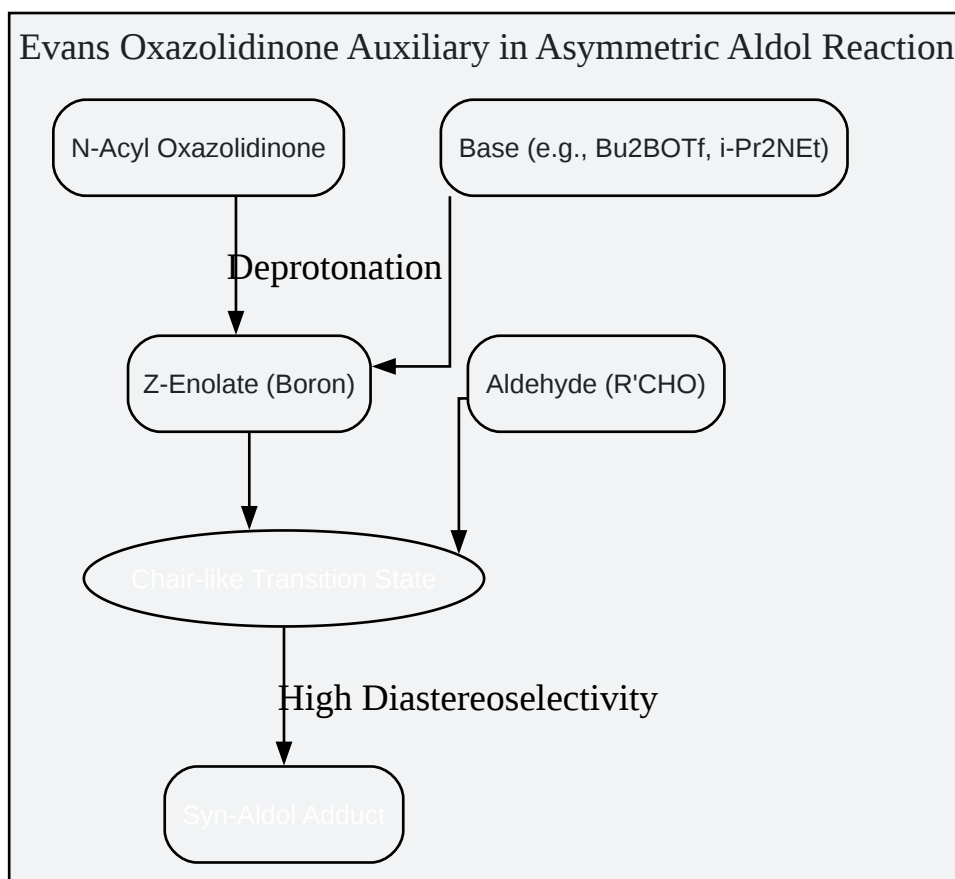 Evans Oxazolidinone Auxiliary in Asymmetric Aldol Reaction
N-Acyl Oxazolidinone
Base (e.g., Bu2BOTf, i-Pr2NEt)
Deprotonation
Z-Enolate (Boron)
Aldehyde (R'CHO)
Chair-like Transition State
High Diastereoselectivity
Syn-Aldol Adduct